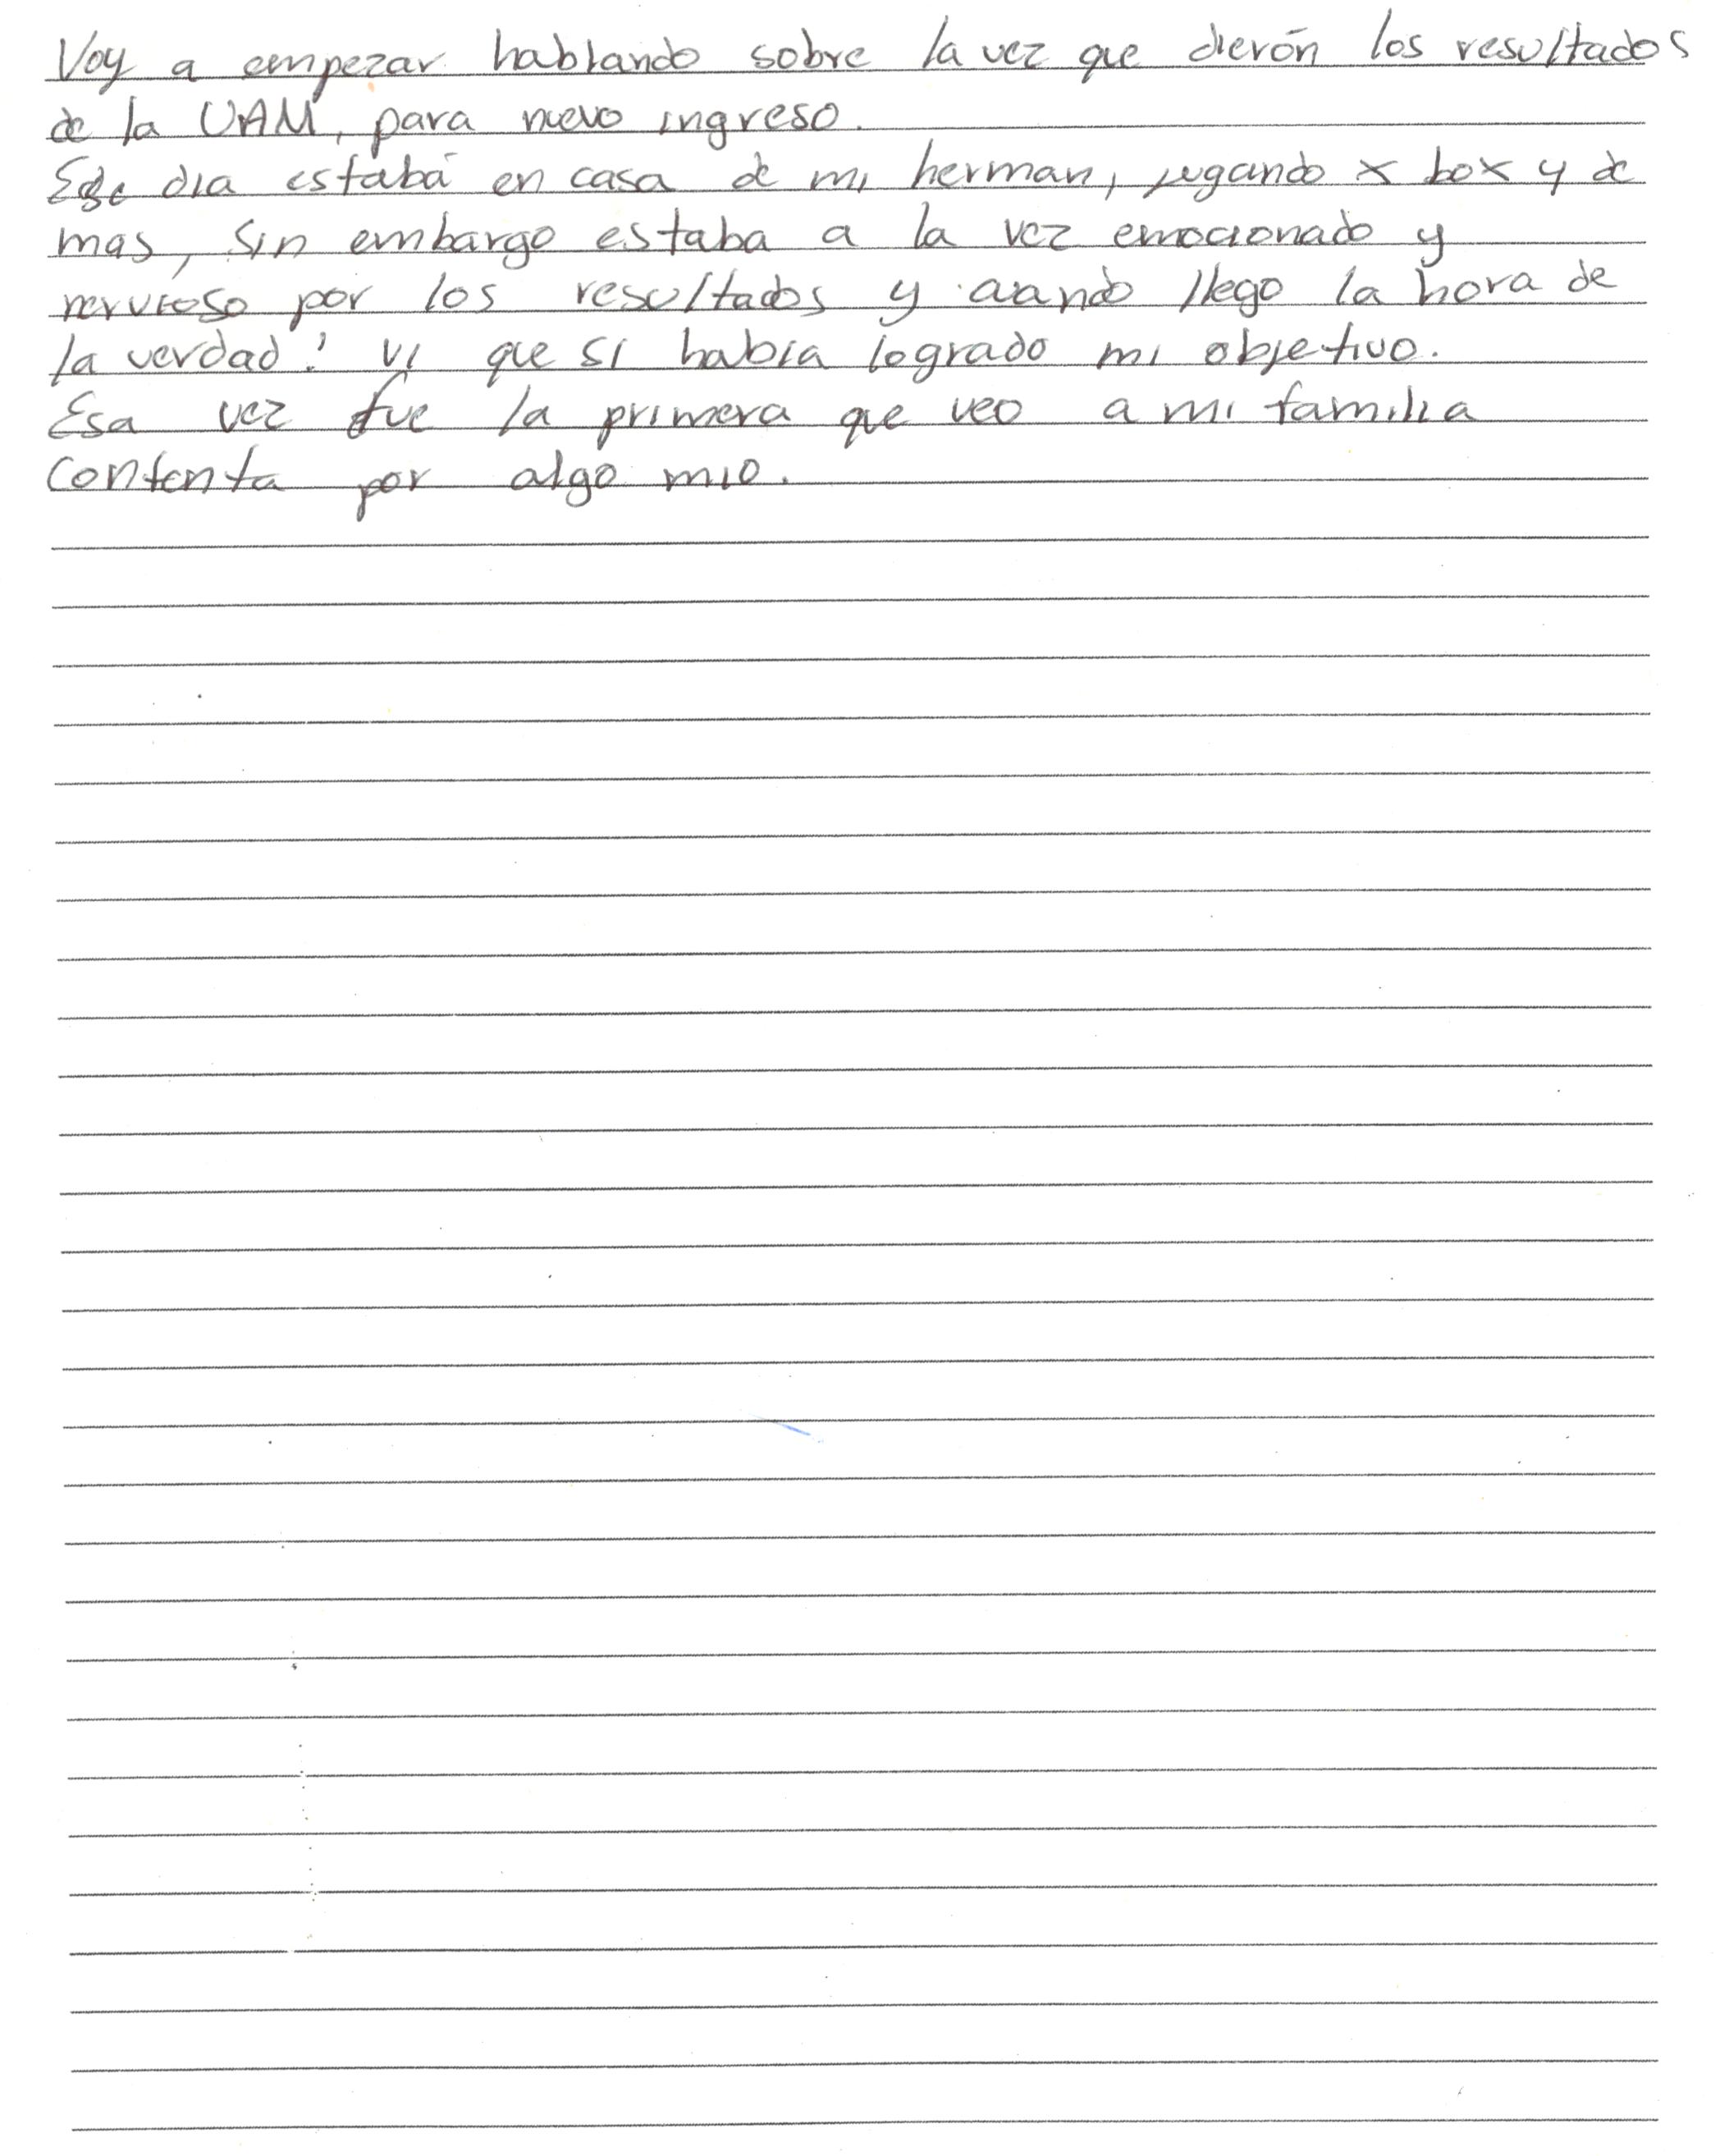 Voy a empezar hablando sobre la vez que dierón los resultados
de la UAM, para nuevo ingreso.
Ese dia estabá en casa de mi herman, jugando x box y de
mas, sin embargo estaba a la vez emocionado y
nervioso por los resultados y cuando llego la hora de
la verdad! vi que si había logrado mi objetivo.
Esa vez fue la primera que veo a mi familia
contenta por algo mio.